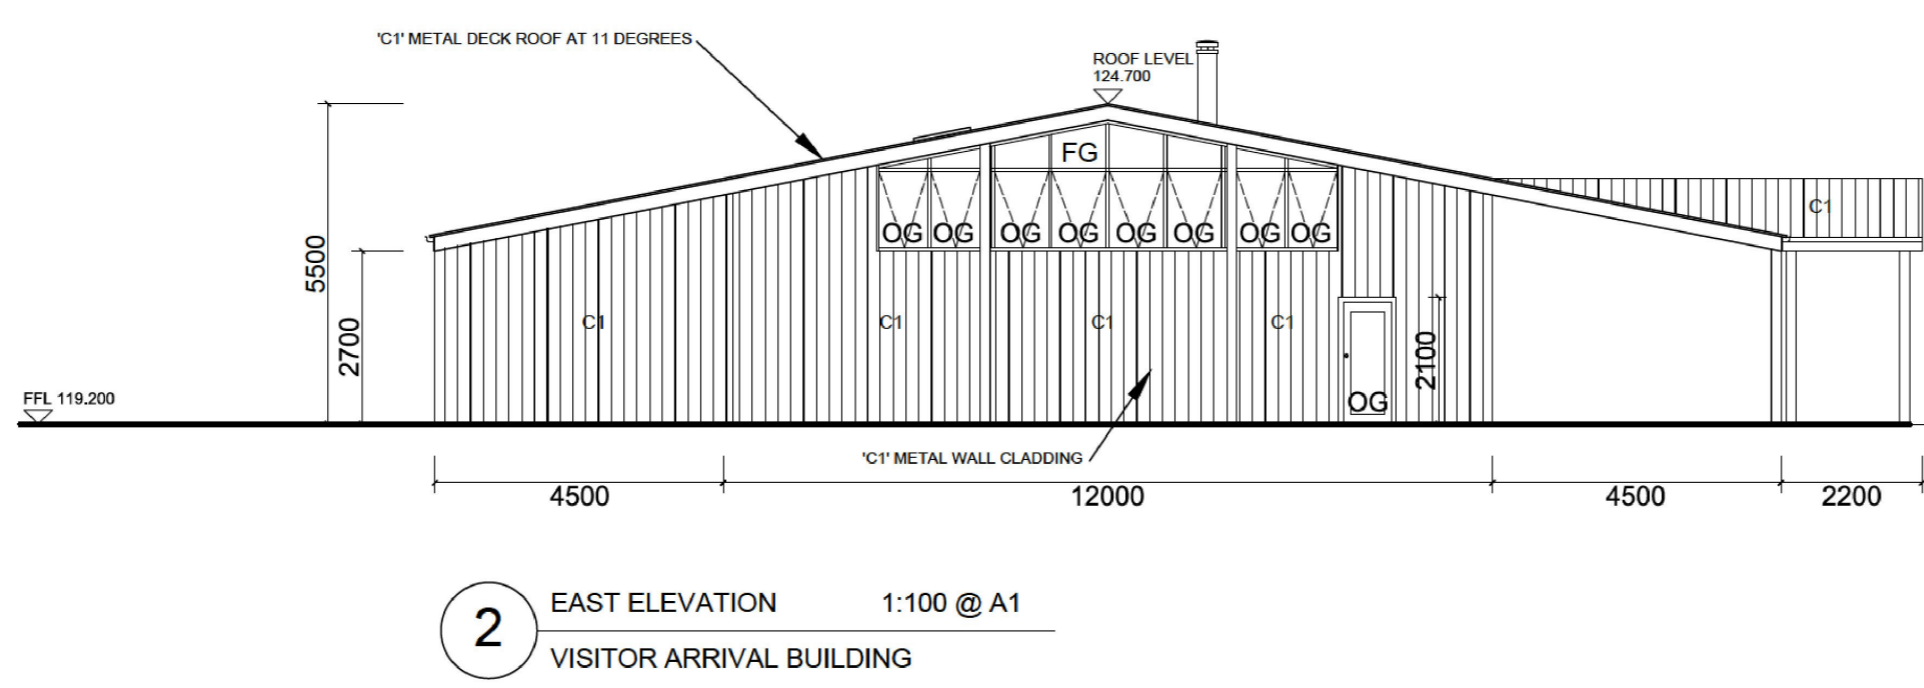 'C1' METAL DECK ROOF AT 11 DEGREES
ROOF LEVEL
124.700
FG
C1
OG OG OG OG OG OG OG OG
5500
2700
C1 C1 C1 C1
2100
OG
FFL 119.200
'C1' METAL WALL CLADDING
4500 12000 4500 2200
2
EAST ELEVATION 1:100 @ A1
VISITOR ARRIVAL BUILDING